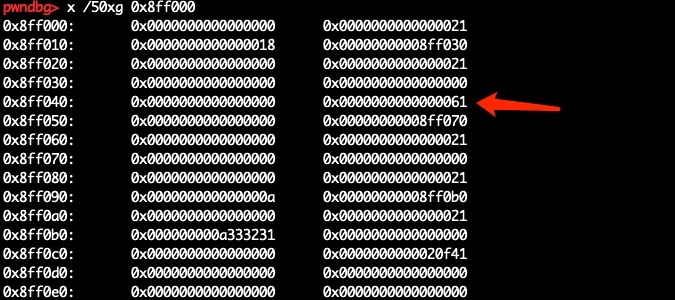 pwndbg> x /50xg 0x8ff000
0x8ff000: 0x0000000000000000 0x0000000000000021
0x8ff010: 0x0000000000000018 0x00000000008ff030
0x8ff020: 0x0000000000000000 0x0000000000000021
0x8ff030: 0x0000000000000000 0x0000000000000000
0x8ff040: 0x0000000000000000 0x0000000000000061
0x8ff050: 0x0000000000000000 0x00000000008ff070
0x8ff060: 0x0000000000000000 0x0000000000000021
0x8ff070: 0x0000000000000000 0x0000000000000000
0x8ff080: 0x0000000000000000 0x0000000000000021
0x8ff090: 0x000000000000000a 0x00000000008ff0b0
0x8ff0a0: 0x0000000000000000 0x0000000000000021
0x8ff0b0: 0x000000000a333231 0x0000000000000000
0x8ff0c0: 0x0000000000000000 0x0000000000020f41
0x8ff0d0: 0x0000000000000000 0x0000000000000000
0x8ff0e0: 0x0000000000000000 0x0000000000000000